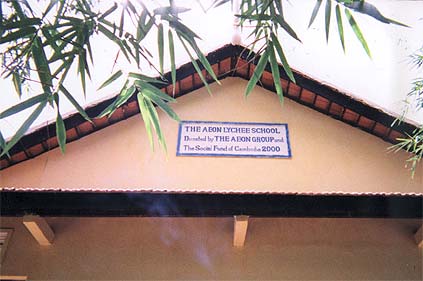 THE AEON LYCHEE SCHOOL
Donated by THE AEON GROUP and
The Social Fund of Cambodia 2000